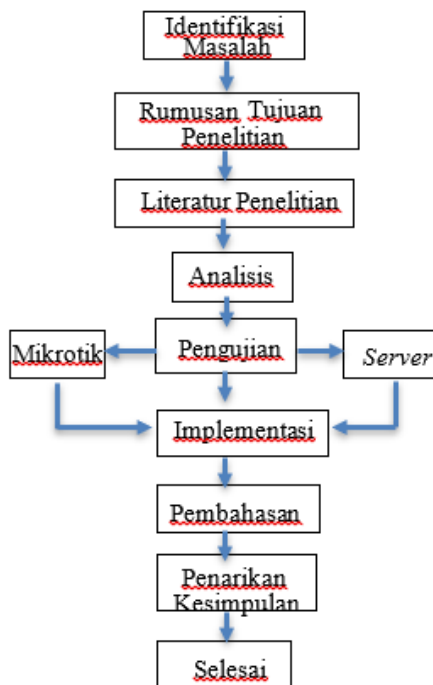 Identifikasi
Masalah
Rumusan Tujuan
Penelitian
Literatur Penelitian
Analisis
Mikrotik
Pengujian
Server
Implementasi
Pembahasan
Penarikan
Kesimpulan
Selesai